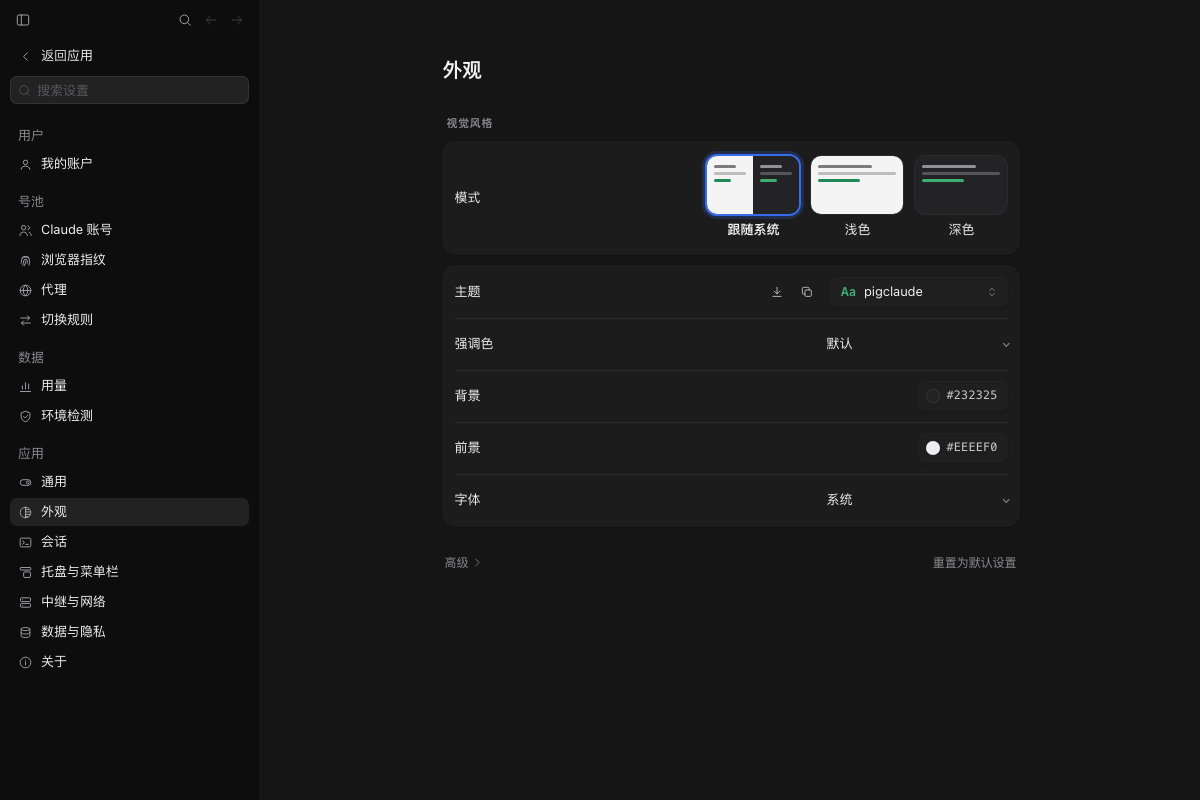 返回应用
搜索设置
用户
我的账户
号池
Claude 账号
浏览器指纹
代理
切换规则
数据
用量
环境检测
应用
通用
外观
会话
托盘与菜单栏
中继与网络
数据与隐私
关于
外观
视觉风格
模式
跟随系统
浅色
深色
主题
Aa pigclaude
强调色
默认
背景
#232325
前景
#EEEEF0
字体
系统
高级
重置为默认设置